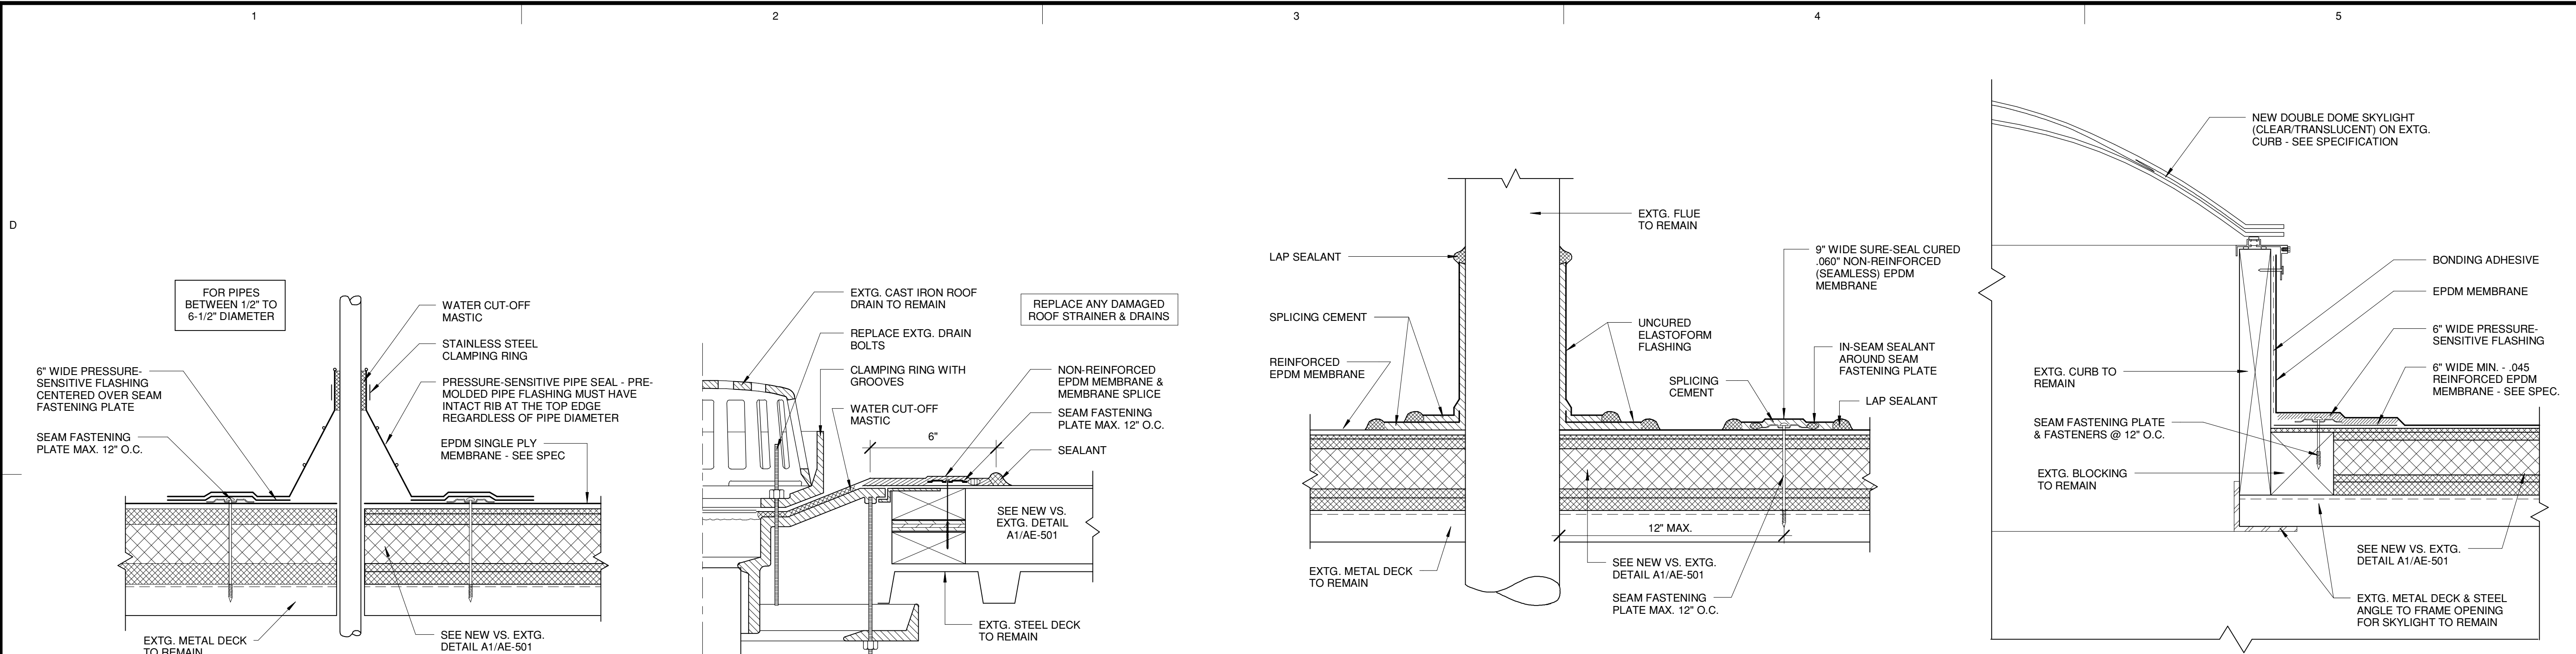 1
2
3
4
5
D
FOR PIPES
BETWEEN 1/2" TO
6-1/2" DIAMETER
6" WIDE PRESSURE-
SENSITIVE FLASHING
CENTERED OVER SEAM
FASTENING PLATE
SEAM FASTENING
PLATE MAX. 12" O.C.
WATER CUT-OFF
MASTIC
STAINLESS STEEL
CLAMPING RING
PRESSURE-SENSITIVE PIPE SEAL - PRE-
MOLDED PIPE FLASHING MUST HAVE
INTACT RIB AT THE TOP EDGE
REGARDLESS OF PIPE DIAMETER
EPDM SINGLE PLY
MEMBRANE - SEE SPEC
EXTG. METAL DECK
TO REMAIN
SEE NEW VS. EXTG.
DETAIL A1/AE-501
EXTG. CAST IRON ROOF
DRAIN TO REMAIN
REPLACE EXTG. DRAIN
BOLTS
CLAMPING RING WITH
GROOVES
WATER CUT-OFF
MASTIC
6"
REPLACE ANY DAMAGED
ROOF STRAINER & DRAINS
NON-REINFORCED
EPDM MEMBRANE &
MEMBRANE SPLICE
SEAM FASTENING
PLATE MAX. 12" O.C.
SEALANT
SEE NEW VS.
EXTG. DETAIL
A1/AE-501
EXTG. STEEL DECK
TO REMAIN
LAP SEALANT
SPLICING CEMENT
REINFORCED
EPDM MEMBRANE
EXTG. METAL DECK
TO REMAIN
EXTG. FLUE
TO REMAIN
UNCURED
ELASTOFORM
FLASHING
SPLICING
CEMENT
9" WIDE SURE-SEAL CURED
.060" NON-REINFORCED
(SEAMLESS) EPDM
MEMBRANE
IN-SEAM SEALANT
AROUND SEAM
FASTENING PLATE
LAP SEALANT
12" MAX.
SEE NEW VS. EXTG.
DETAIL A1/AE-501
SEAM FASTENING
PLATE MAX. 12" O.C.
NEW DOUBLE DOME SKYLIGHT
(CLEAR/TRANSLUCENT) ON EXTG.
CURB - SEE SPECIFICATION
EXTG. CURB TO
REMAIN
SEAM FASTENING PLATE
& FASTENERS @ 12" O.C.
EXTG. BLOCKING
TO REMAIN
BONDING ADHESIVE
EPDM MEMBRANE
6" WIDE PRESSURE-
SENSITIVE FLASHING
6" WIDE MIN. - .045
REINFORCED EPDM
MEMBRANE - SEE SPEC.
SEE NEW VS. EXTG.
DETAIL A1/AE-501
EXTG. METAL DECK & STEEL
ANGLE TO FRAME OPENING
FOR SKYLIGHT TO REMAIN